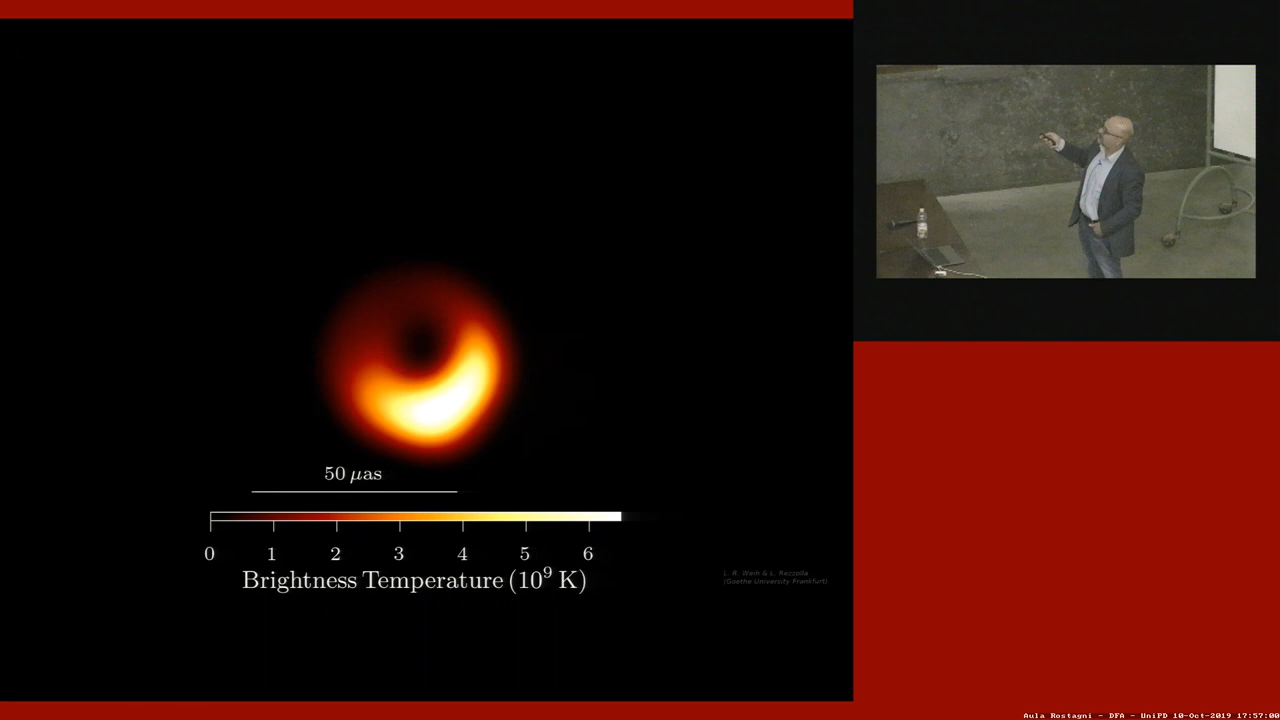 50 μas
0 1 2 3 4 5 6
Brightness Temperature (10⁹ K)
L. R. Weih & L. Rezzolla
(Goethe University Frankfurt)
Aula Rostagni - DFA - UniPD 10-Oct-2019 17:57:00